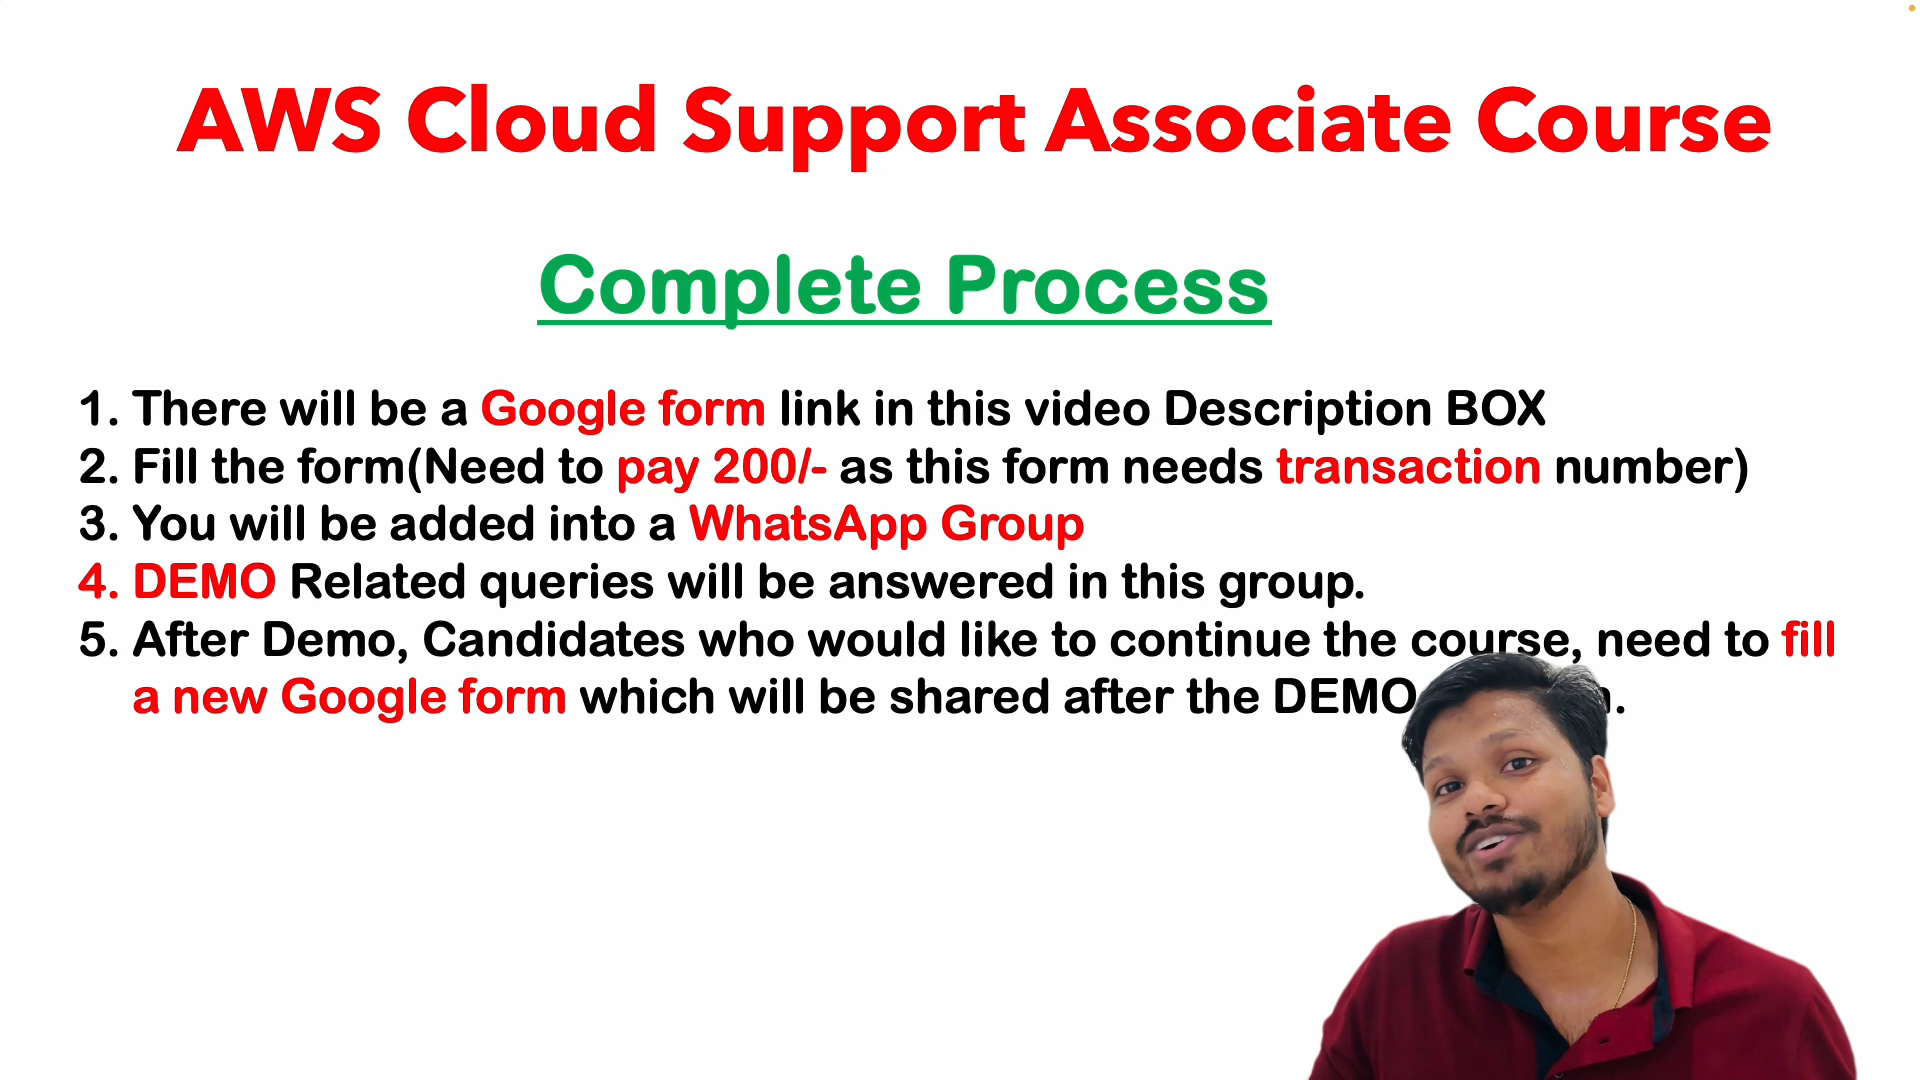 AWS Cloud Support Associate Course
Complete Process
1. There will be a Google form link in this video Description BOX
2. Fill the form(Need to pay 200/- as this form needs transaction number)
3. You will be added into a WhatsApp Group
4. DEMO Related queries will be answered in this group.
5. After Demo, Candidates who would like to continue the course, need to fill
a new Google form which will be shared after the DEMO